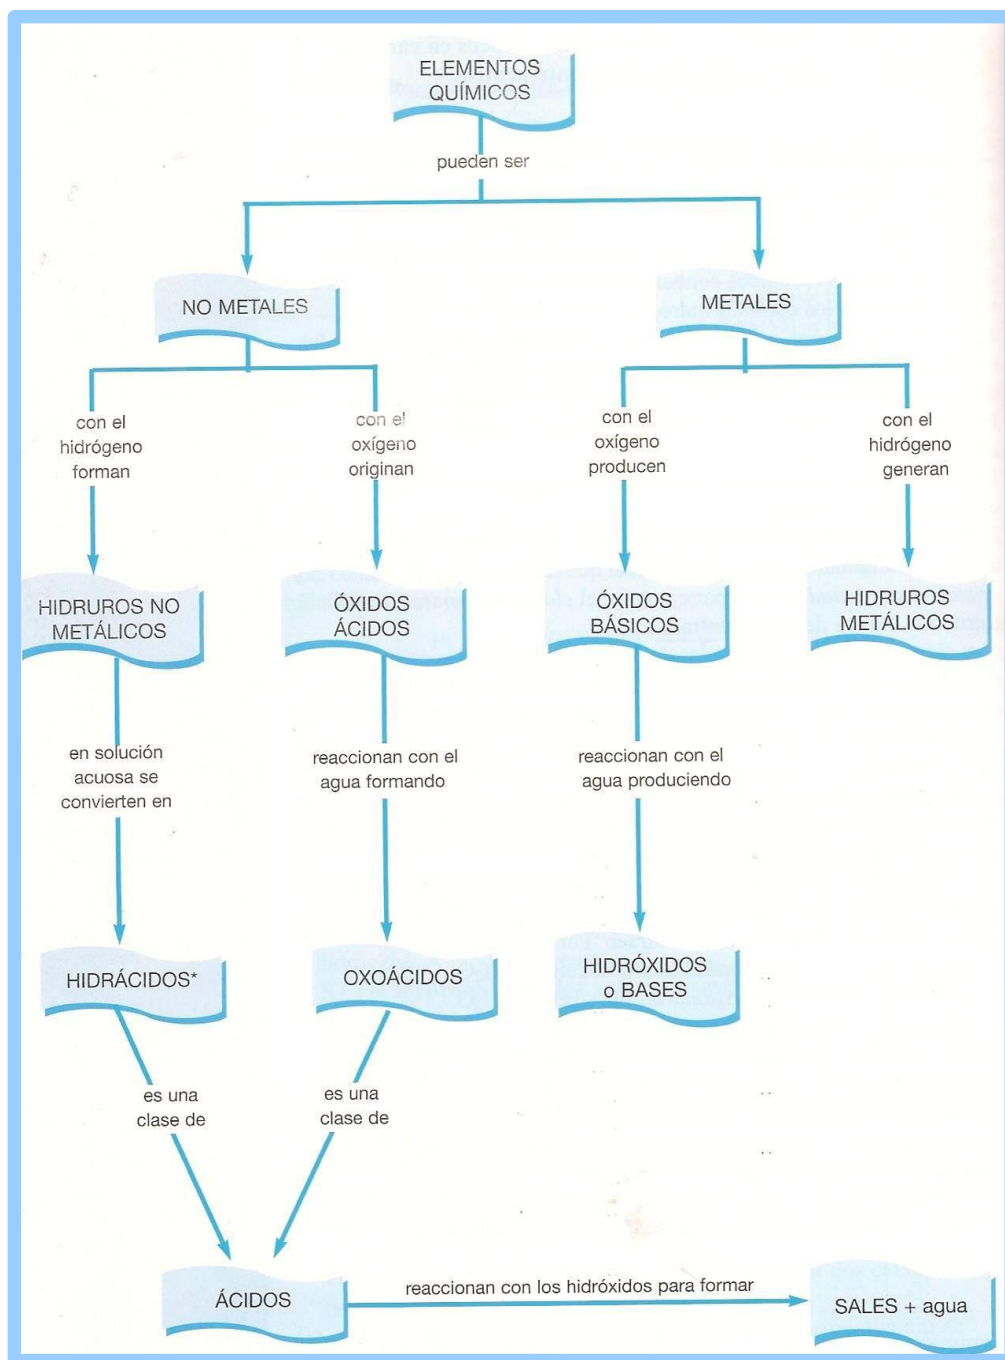 ELEMENTOS
QUÍMICOS
pueden ser
NO METALES
METALES
con el
hidrógeno
forman
con el
oxígeno
originan
con el
oxígeno
producen
con el
hidrógeno
generan
HIDRUROS NO
METÁLICOS
ÓXIDOS
ÁCIDOS
ÓXIDOS
BÁSICOS
HIDRUROS
METÁLICOS
en solución
acuosa se
convierten en
reaccionan con el
agua formando
reaccionan con el
agua produciendo
HIDRÁCIDOS*
OXOÁCIDOS
HIDRÓXIDOS
o BASES
es una
clase de
es una
clase de
ÁCIDOS
reaccionan con los hidróxidos para formar
SALES + agua